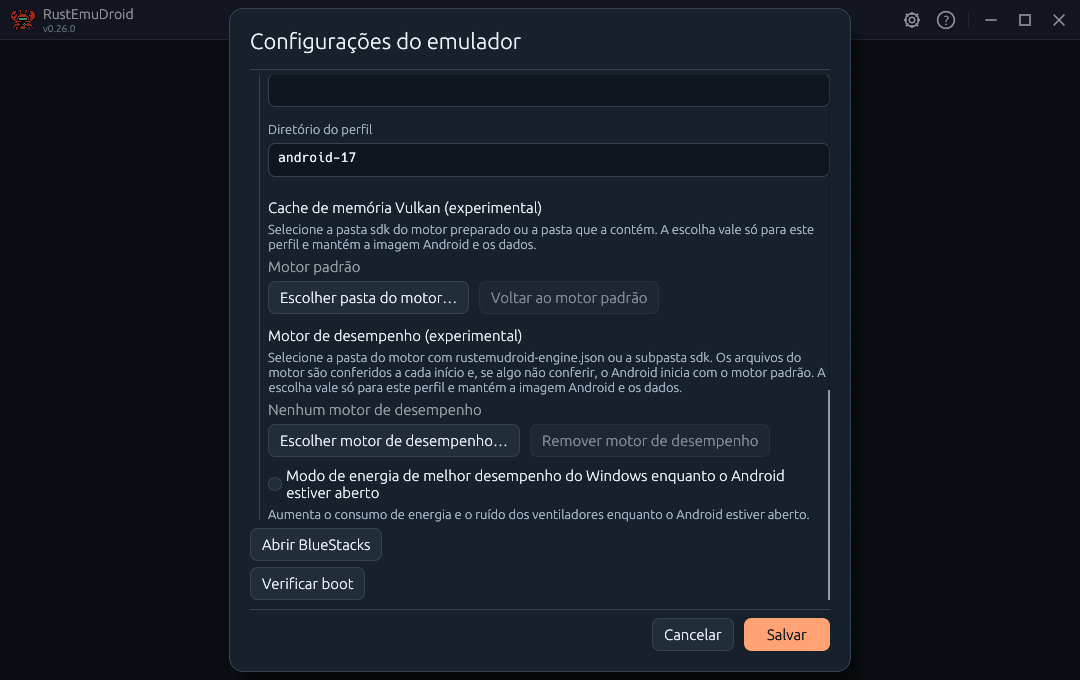 RustEmuDroid
v0.26.0
Configurações do emulador
Diretório do perfil
android-17
Cache de memória Vulkan (experimental)
Selecione a pasta sdk do motor preparado ou a pasta que a contém. A escolha vale só para este
perfil e mantém a imagem Android e os dados.
Motor padrão
Escolher pasta do motor...
Voltar ao motor padrão
Motor de desempenho (experimental)
Selecione a pasta do motor com rustemudroid-engine.json ou a subpasta sdk. Os arquivos do
motor são conferidos a cada início e, se algo não conferir, o Android inicia com o motor padrão. A
escolha vale só para este perfil e mantém a imagem Android e os dados.
Nenhum motor de desempenho
Escolher motor de desempenho...
Remover motor de desempenho
Modo de energia de melhor desempenho do Windows enquanto o Android
estiver aberto
Aumenta o consumo de energia e o ruído dos ventiladores enquanto o Android estiver aberto.
Abrir BlueStacks
Verificar boot
Cancelar
Salvar